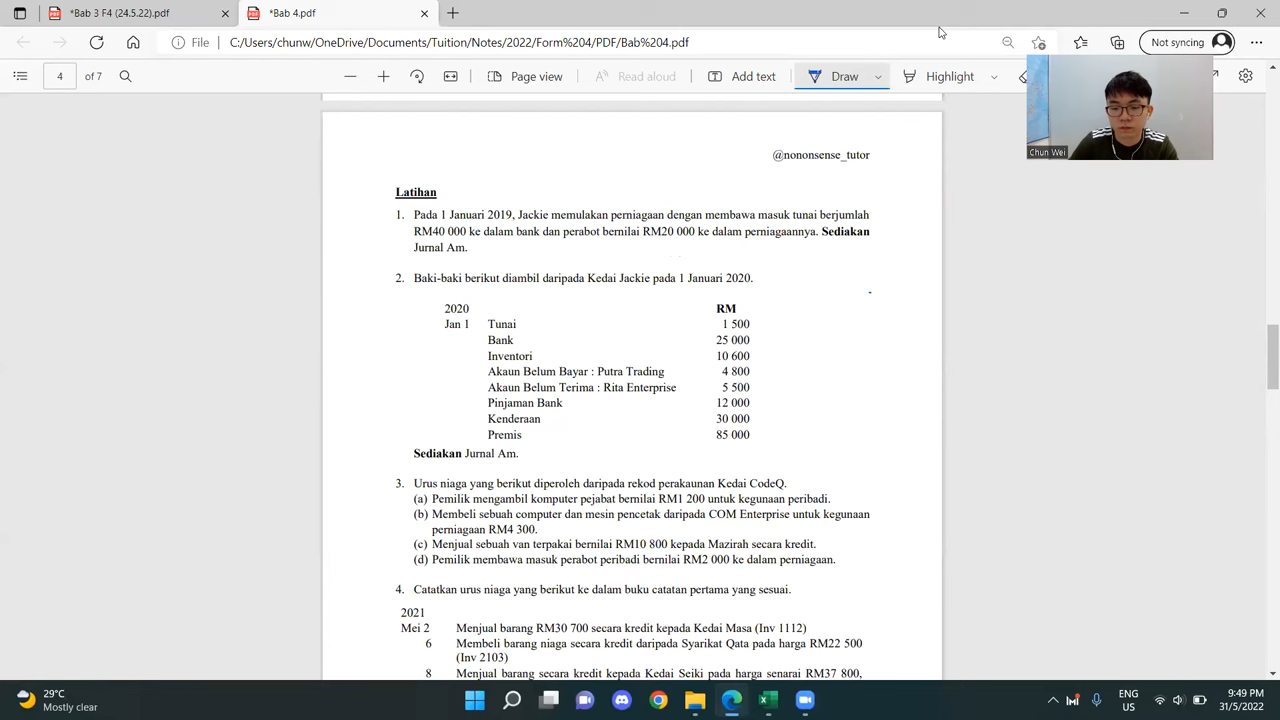 *Bab 3 F4 (24.5.22).pdf
*Bab 4.pdf
File
C:/Users/chunw/OneDrive/Documents/Tuition/Notes/2022/Form%204/PDF/Bab%204.pdf
Not syncing
4 of 7
Page view
Read aloud
Add text
Draw
Highlight
Chun Wei
@nononsense_tutor
Latihan
1. Pada 1 Januari 2019, Jackie memulakan perniagaan dengan membawa masuk tunai berjumlah
RM40 000 ke dalam bank dan perabot bernilai RM20 000 ke dalam perniagaannya. Sediakan
Jurnal Am.
2. Baki-baki berikut diambil daripada Kedai Jackie pada 1 Januari 2020.
2020 RM
Jan 1 Tunai 1 500
Bank 25 000
Inventori 10 600
Akaun Belum Bayar : Putra Trading 4 800
Akaun Belum Terima : Rita Enterprise 5 500
Pinjaman Bank 12 000
Kenderaan 30 000
Premis 85 000
Sediakan Jurnal Am.
3. Urus niaga yang berikut diperoleh daripada rekod perakaunan Kedai CodeQ.
(a) Pemilik mengambil komputer pejabat bernilai RM1 200 untuk kegunaan peribadi.
(b) Membeli sebuah computer dan mesin pencetak daripada COM Enterprise untuk kegunaan
perniagaan RM4 300.
(c) Menjual sebuah van terpakai bernilai RM10 800 kepada Mazirah secara kredit.
(d) Pemilik membawa masuk perabot peribadi bernilai RM2 000 ke dalam perniagaan.
4. Catatkan urus niaga yang berikut ke dalam buku catatan pertama yang sesuai.
2021
Mei 2 Menjual barang RM30 700 secara kredit kepada Kedai Masa (Inv 1112)
6 Membeli barang niaga secara kredit daripada Syarikat Qata pada harga RM22 500
(Inv 2103)
8 Menjual barang secara kredit kepada Kedai Seiki pada harga senarai RM37 800,
29°C
Mostly clear
ENG
US
9:49 PM
31/5/2022